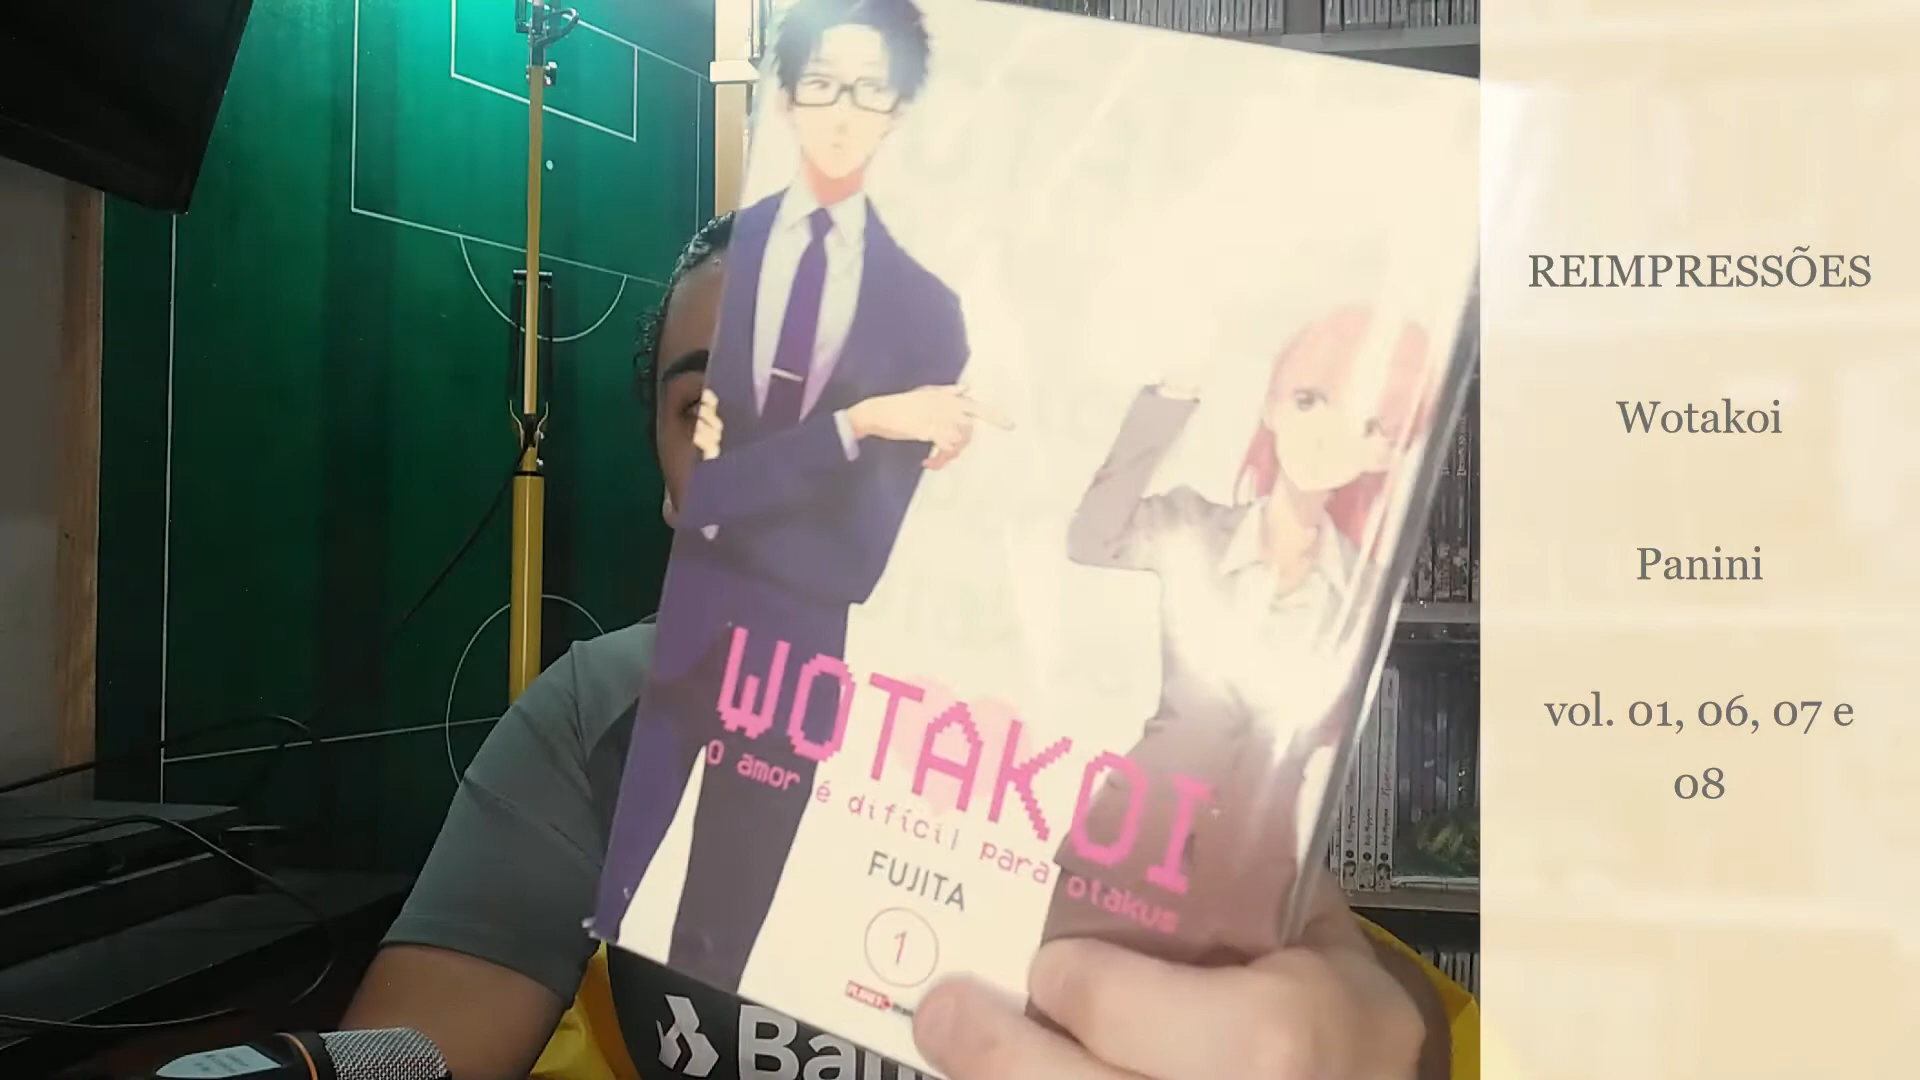 WOTAKOI
O amor é difícil para otakus
FUJITA
1
REIMPRESSÕES
Wotakoi
Panini
vol. 01, 06, 07 e
08